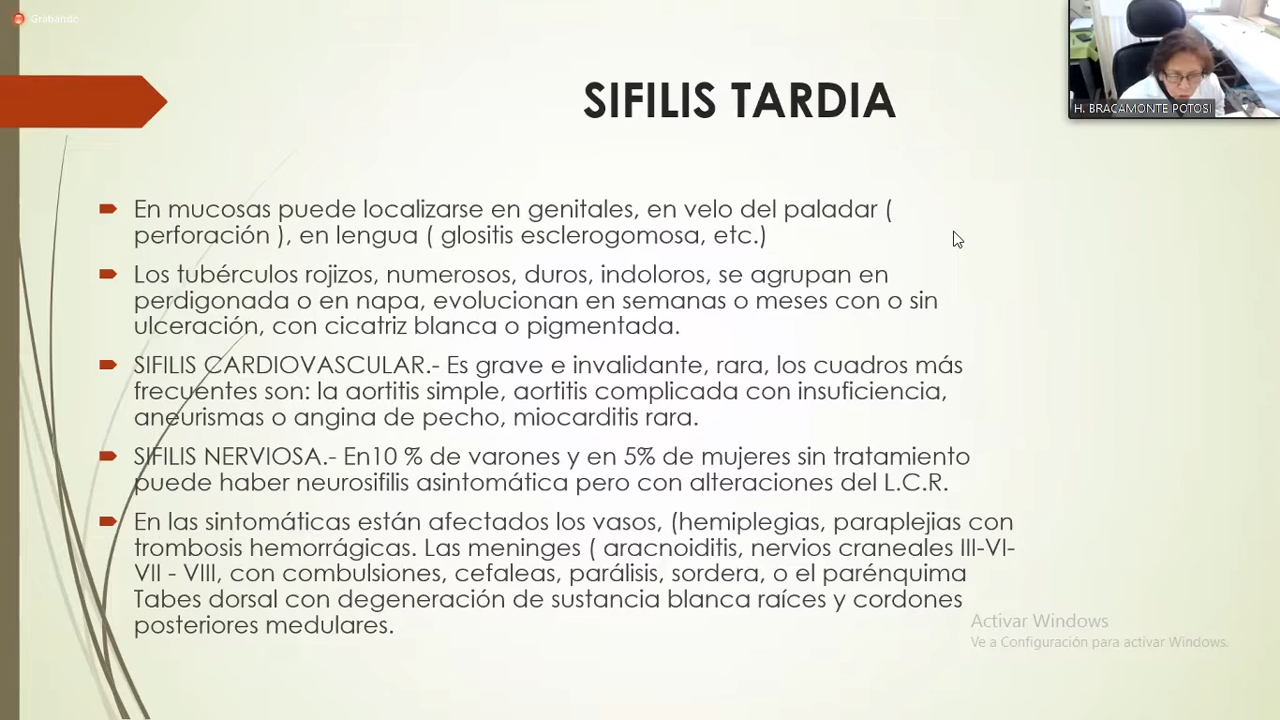 Grabando
SIFILIS TARDIA
H. BRACAMONTE POTOSI
En mucosas puede localizarse en genitales, en velo del paladar (
perforación ), en lengua ( glositis esclerogomosa, etc.)
Los tubérculos rojizos, numerosos, duros, indoloros, se agrupan en
perdigonada o en napa, evolucionan en semanas o meses con o sin
ulceración, con cicatriz blanca o pigmentada.
SIFILIS CARDIOVASCULAR.- Es grave e invalidante, rara, los cuadros más
frecuentes son: la aortitis simple, aortitis complicada con insuficiencia,
aneurismas o angina de pecho, miocarditis rara.
SIFILIS NERVIOSA.- En10 % de varones y en 5% de mujeres sin tratamiento
puede haber neurosifilis asintomática pero con alteraciones del L.C.R.
En las sintomáticas están afectados los vasos, (hemiplegias, paraplejias con
trombosis hemorrágicas. Las meninges ( aracnoiditis, nervios craneales III-VI-
VII - VIII, con combulsiones, cefaleas, parálisis, sordera, o el parénquima
Tabes dorsal con degeneración de sustancia blanca raíces y cordones
posteriores medulares.
Activar Windows
Ve a Configuración para activar Windows.